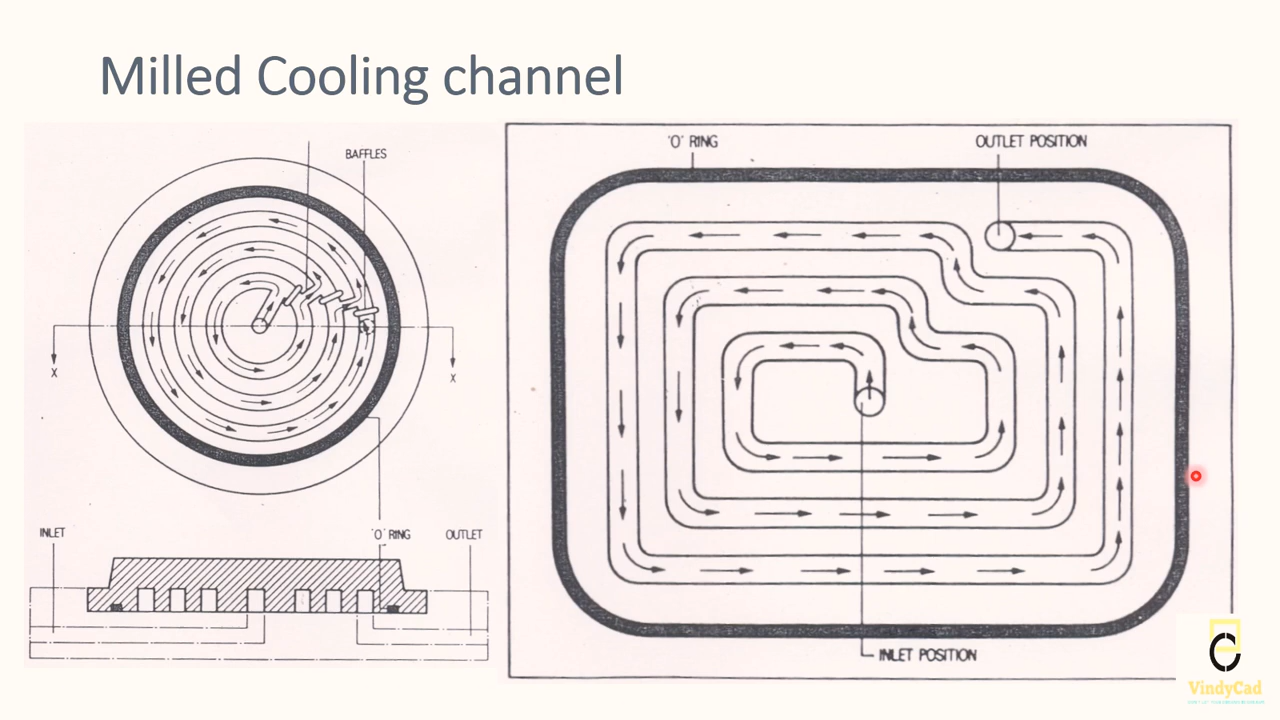 Milled Cooling channel
BAFFLES
X
X
INLET
'O' RING
OUTLET
'O' RING
OUTLET POSITION
INLET POSITION
VindyCad